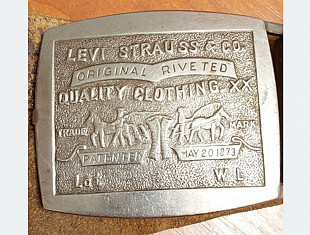 LEVI STRAUSS & CO.
ORIGINAL RIVETED
QUALITY CLOTHING XX
TRADE MARK
PATENTED MAY 20 1873
Lot W L